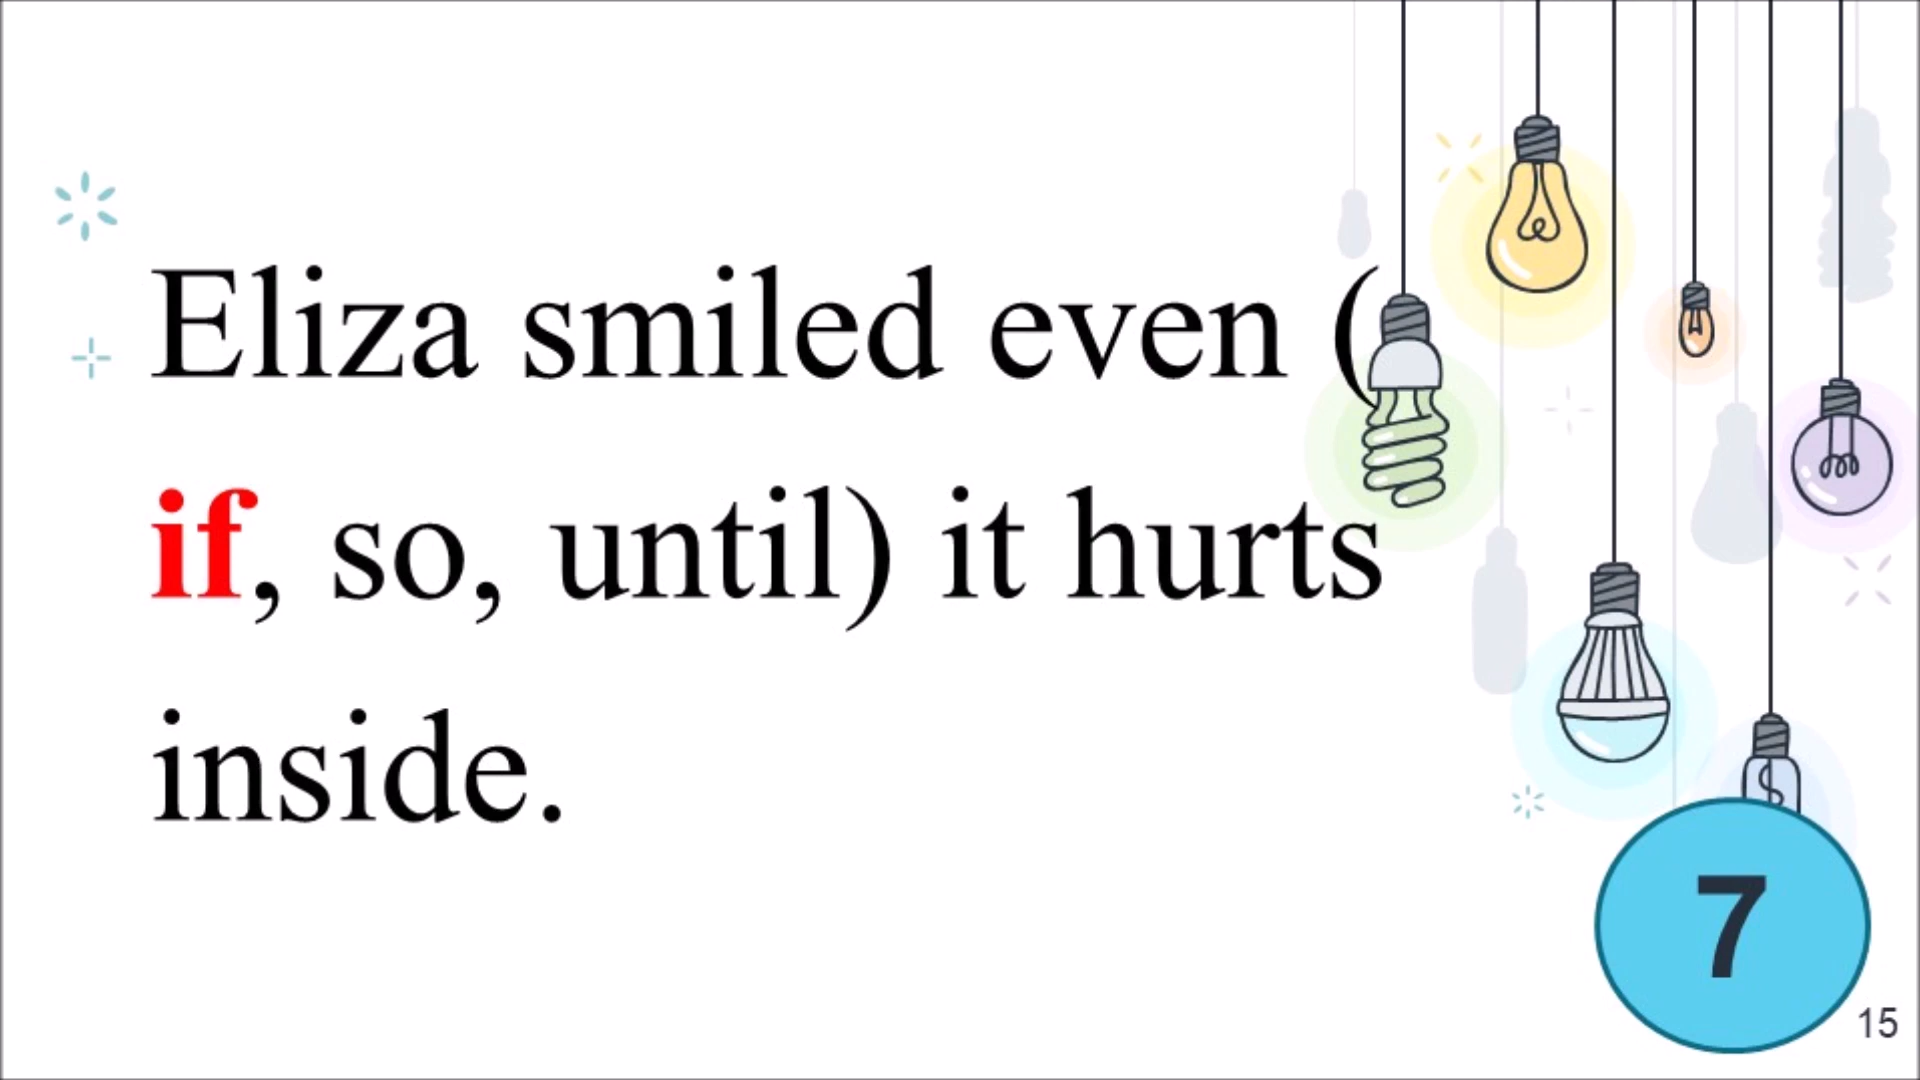 Eliza smiled even (
if, so, until) it hurts
inside.
7
15